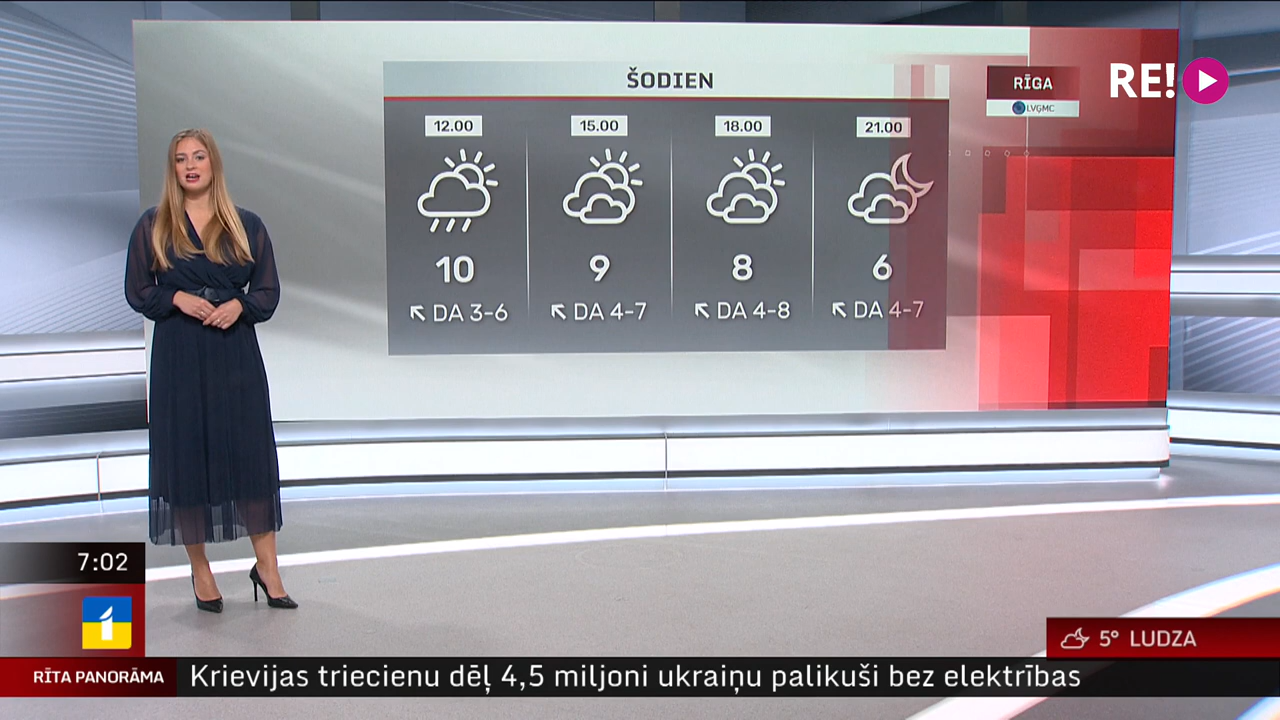 ŠODIEN
12.00
15.00
18.00
21.00
10
9
8
6
DA 3-6
DA 4-7
DA 4-8
DA 4-7
RĪGA
LVĢMC
RE!
7:02
1
5° LUDZA
RĪTA PANORĀMA
Krievijas triecienu dēļ 4,5 miljoni ukraiņu palikuši bez elektrības